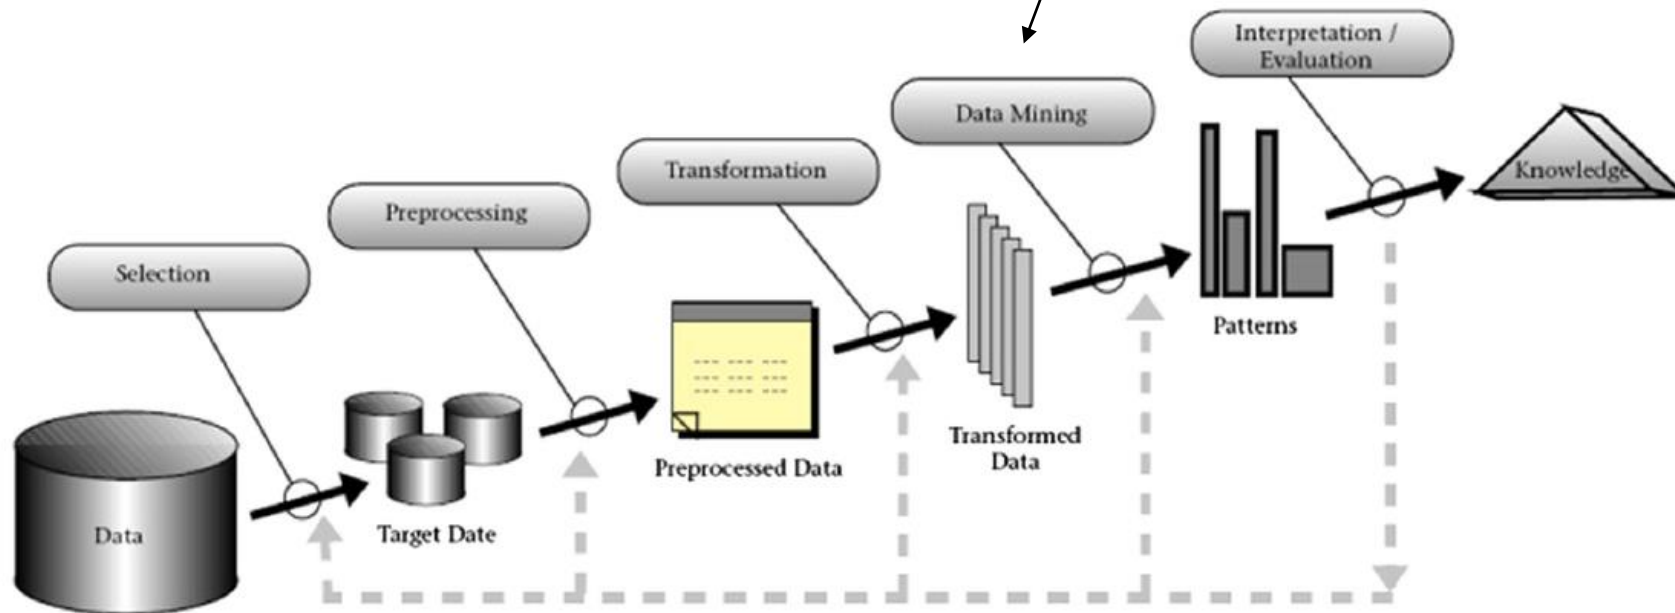 Interpretation /
Evaluation
Data Mining
Transformation
Knowledge
Preprocessing
Selection
Patterns
Transformed
Data
Preprocessed Data
Target Date
Data